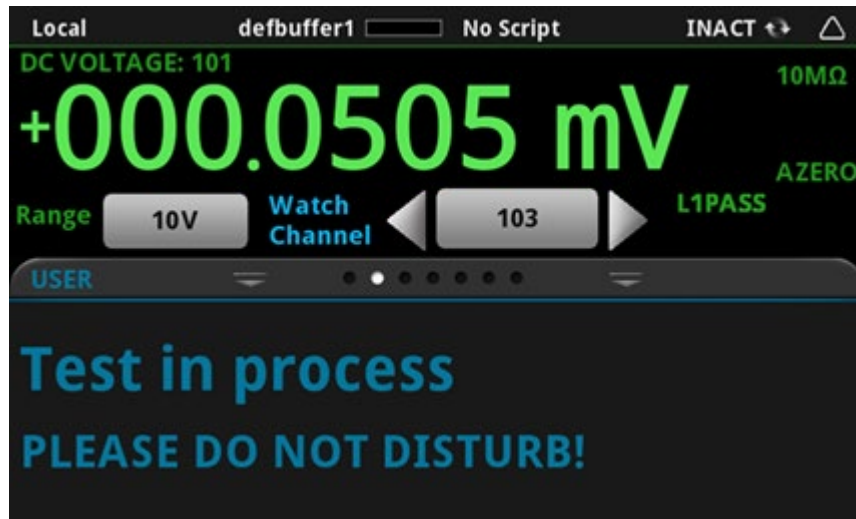 Local defbuffer1 No Script INACT
DC VOLTAGE: 101
10MΩ
+000.0505 mV
AZERO
Range 10V Watch Channel 103 L1PASS
USER
Test in process
PLEASE DO NOT DISTURB!